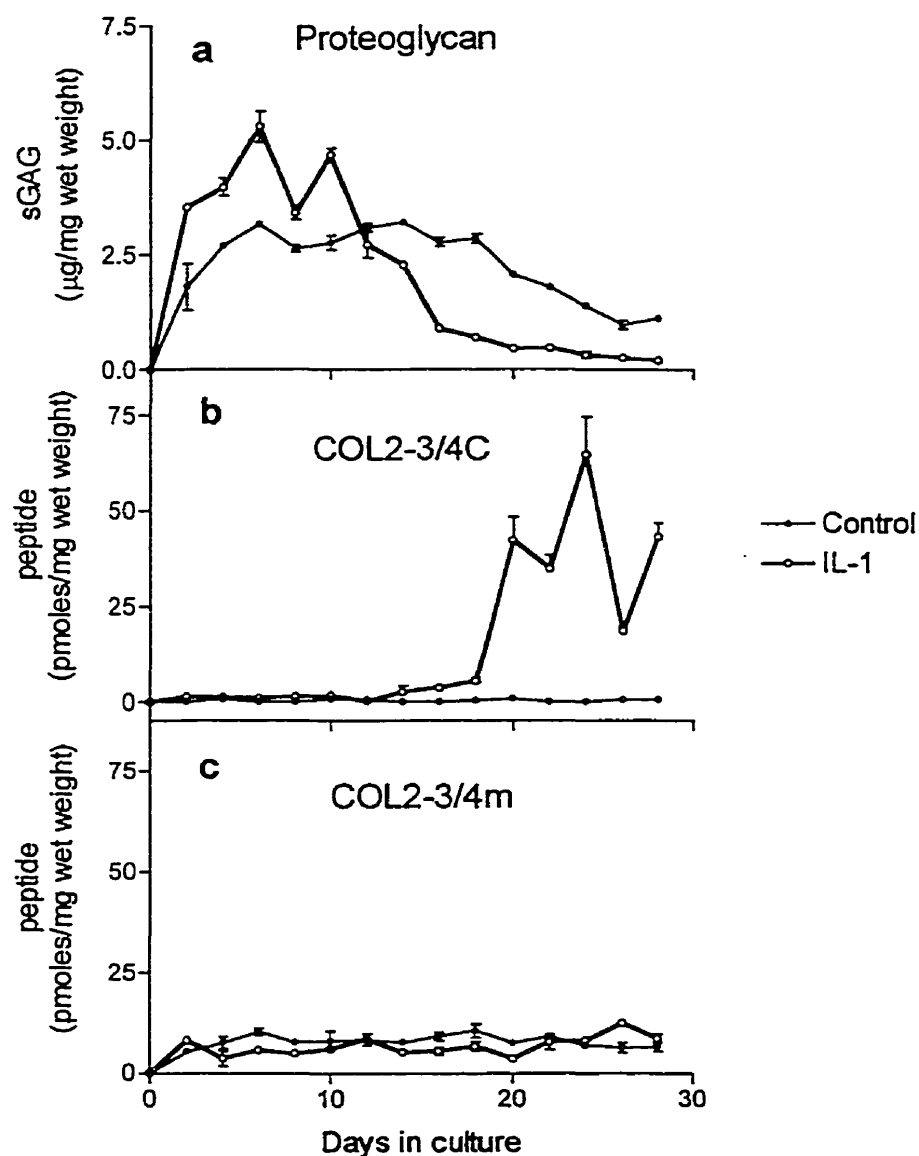 a
Proteoglycan
sGAG
(µg/mg wet weight)
7.5
5.0
2.5
0.0
b
COL2-3/4C
peptide
(pmoles/mg wet weight)
75
50
25
0
Control
IL-1
c
COL2-3/4m
peptide
(pmoles/mg wet weight)
75
50
25
0
0 10 20 30
Days in culture